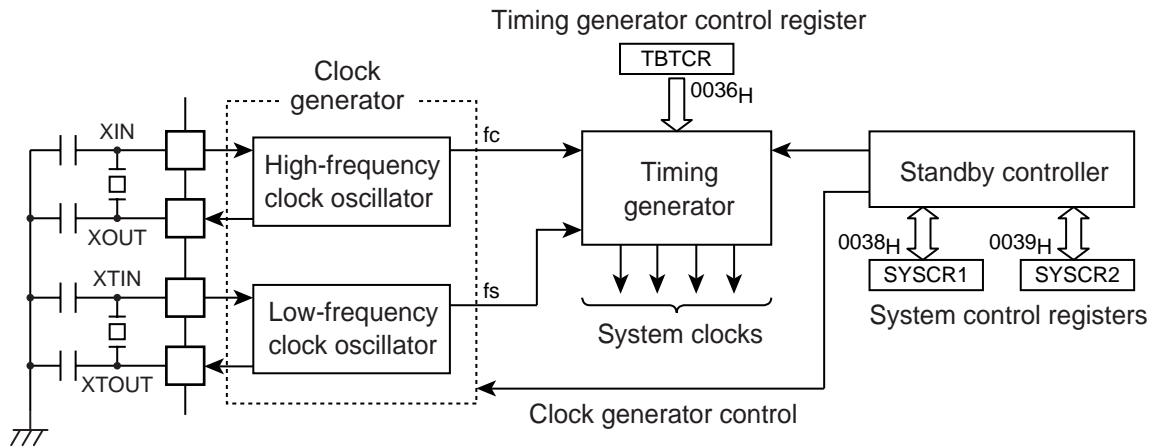 Timing generator control register
TBTCR
0036H
Clock
generator
XIN
High-frequency
clock oscillator
fc
XOUT
Timing
generator
Standby controller
0038H
0039H
SYSCR1
SYSCR2
System control registers
XTIN
Low-frequency
clock oscillator
fs
System clocks
XTOUT
Clock generator control